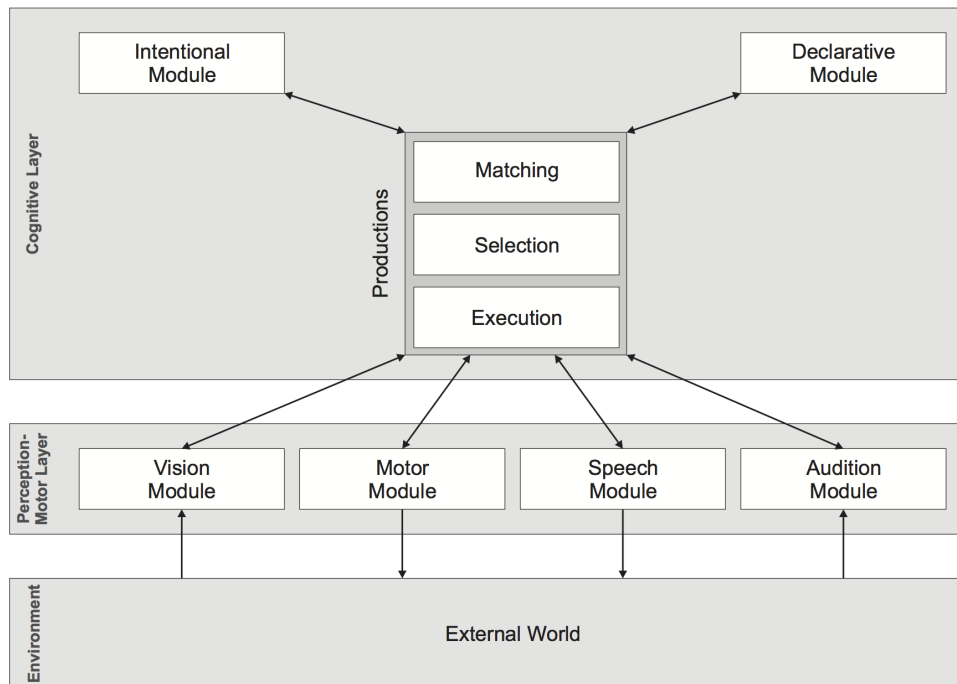 Cognitive Layer
Intentional
Module
Declarative
Module
Productions
Matching
Selection
Execution
Perception-
Motor Layer
Vision
Module
Motor
Module
Speech
Module
Audition
Module
Environment
External World